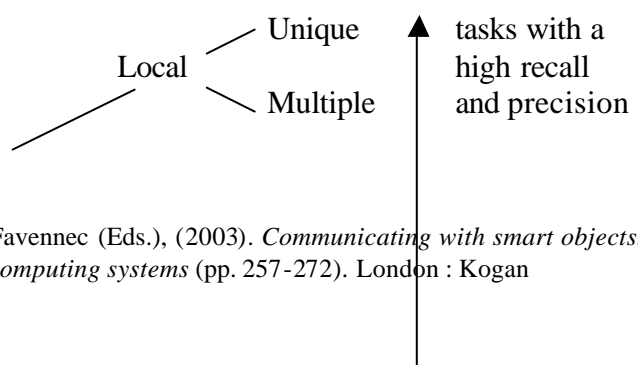 Unique tasks with a
Local high recall
Multiple and precision
Favennec (Eds.), (2003). Communicating with smart objects.
omputing systems (pp. 257-272). London : Kogan